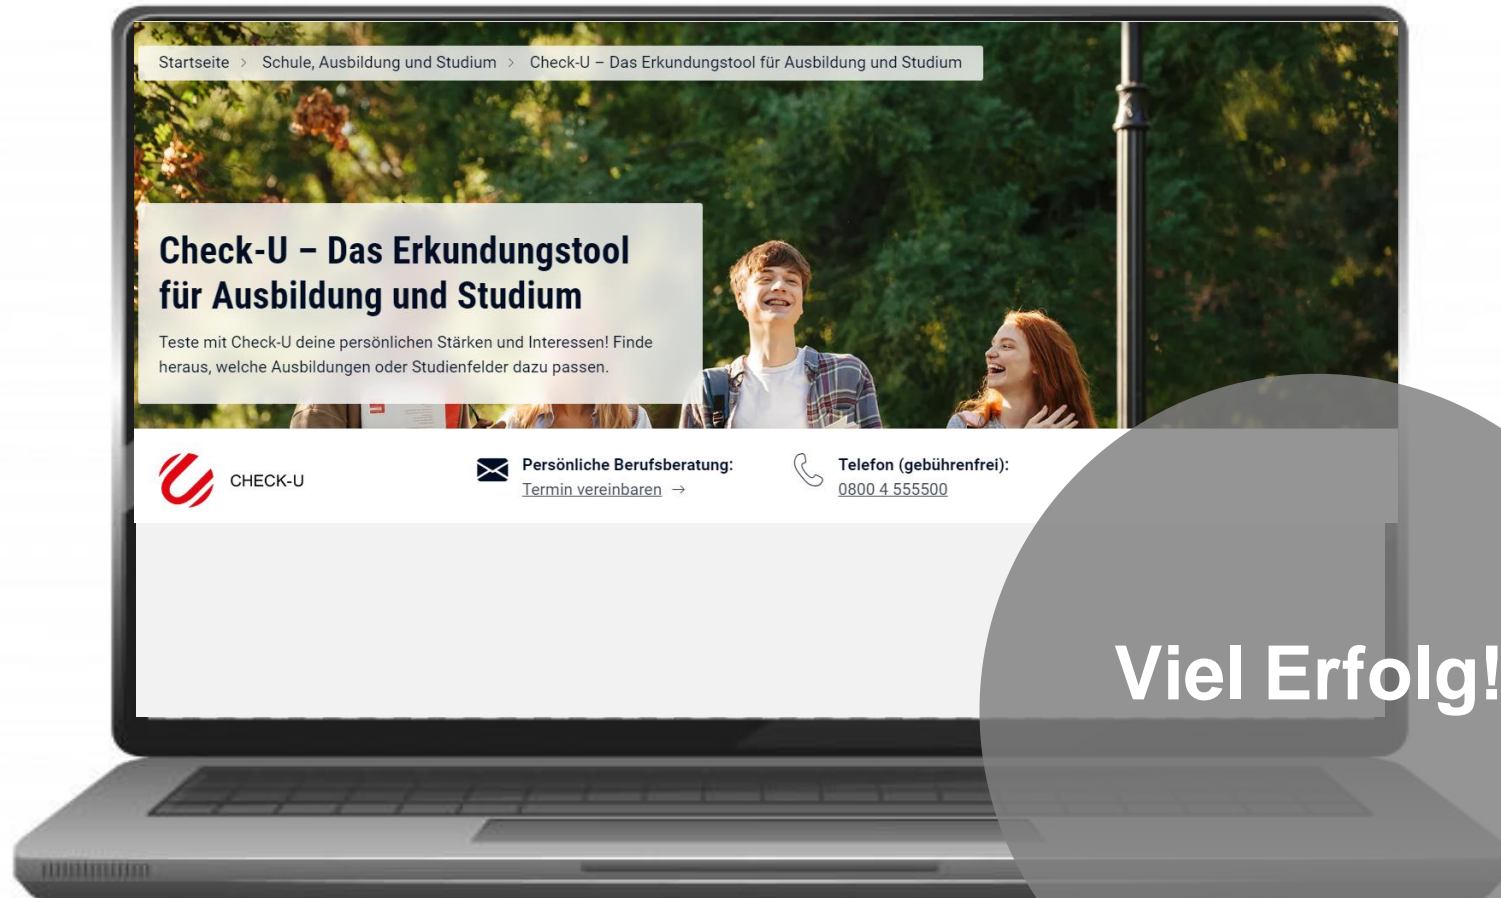 Startseite > Schule, Ausbildung und Studium > Check-U – Das Erkundungstool für Ausbildung und Studium
Check-U – Das Erkundungstool
für Ausbildung und Studium
Teste mit Check-U deine persönlichen Stärken und Interessen! Finde
heraus, welche Ausbildungen oder Studienfelder dazu passen.
CHECK-U
Persönliche Berufsberatung:
Termin vereinbaren →
Telefon (gebührenfrei):
0800 4 555500
Viel Erfolg!